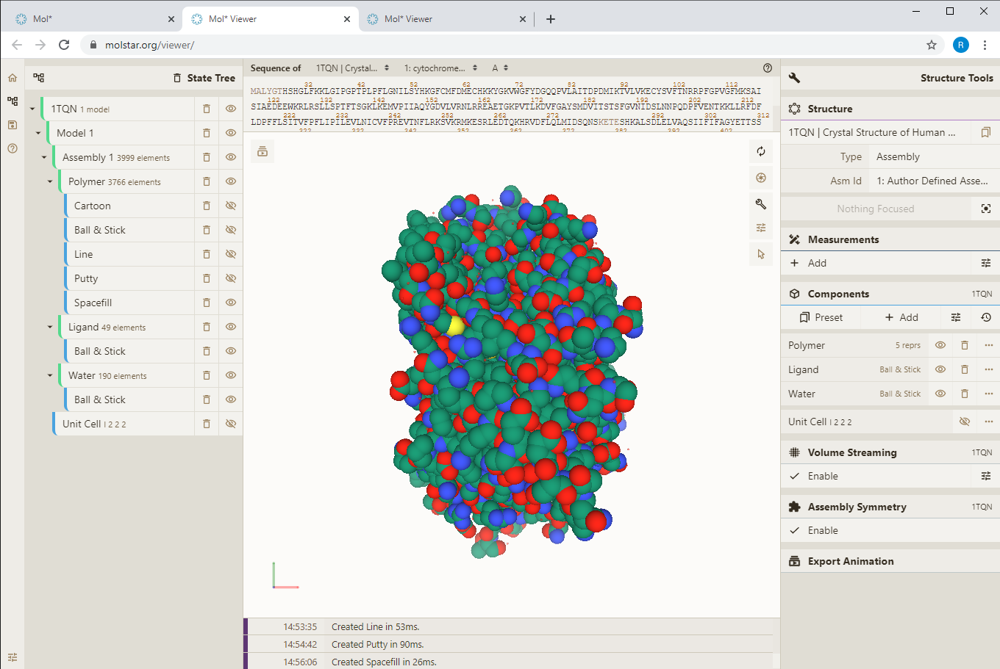 Mol*
Mol* Viewer
Mol* Viewer
molstar.org/viewer/
R
State Tree
1TQN 1 model
Model 1
Assembly 1 3999 elements
Polymer 3766 elements
Cartoon
Ball & Stick
Line
Putty
Spacefill
Ligand 49 elements
Ball & Stick
Water 190 elements
Ball & Stick
Unit Cell I 2 2 2
Sequence of 1TQN | Crystal... 1: cytochrome... A
32 42 52 62 72 82 92 102 112
MALYGTHSHGLFKKLGIPGPTPLPFLGNILSYHKGFCMFDMECHKKYGKVWGFYDGQQPVLAITDPDMIKTVLVKECYSVFTNRRPFGPVGFMKSAI
122 132 142 152 162 172 182 192 202 212
SIAEDEEWKRLRSLLSPTFTSGKLKEMVPIIAQYGDVLVRNLRREAETGKPVTLKDVFGAYSMDVITSTSFGVNIDSLNNPQDPFVENTKKLLRFDF
222 232 242 252 262 272 282 292 302 312
LDPFFLSITVFPFLIPILEVLNICVFPREVTNFLRKSVKRMKESRLEDTQKHRVDFLQLMIDSQNSKETESHKALSDLELVAQSIIFIFAGYETTSS
14:53:35 Created Line in 53ms.
14:54:42 Created Putty in 90ms.
14:56:06 Created Spacefill in 26ms.
Structure Tools
Structure
1TQN | Crystal Structure of Human ...
Type Assembly
Asm Id 1: Author Defined Asse...
Nothing Focused
Measurements
Add
Components 1TQN
Preset Add
Polymer 5 reprs
Ligand Ball & Stick
Water Ball & Stick
Unit Cell I 2 2 2
Volume Streaming 1TQN
Enable
Assembly Symmetry 1TQN
Enable
Export Animation